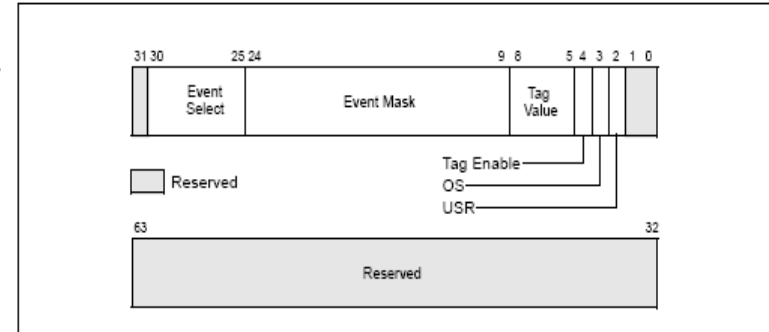 31 30 25 24 9 8 5 4 3 2 1 0
Event Select
Event Mask
Tag Value
Tag Enable
OS
USR
Reserved
63 32
Reserved